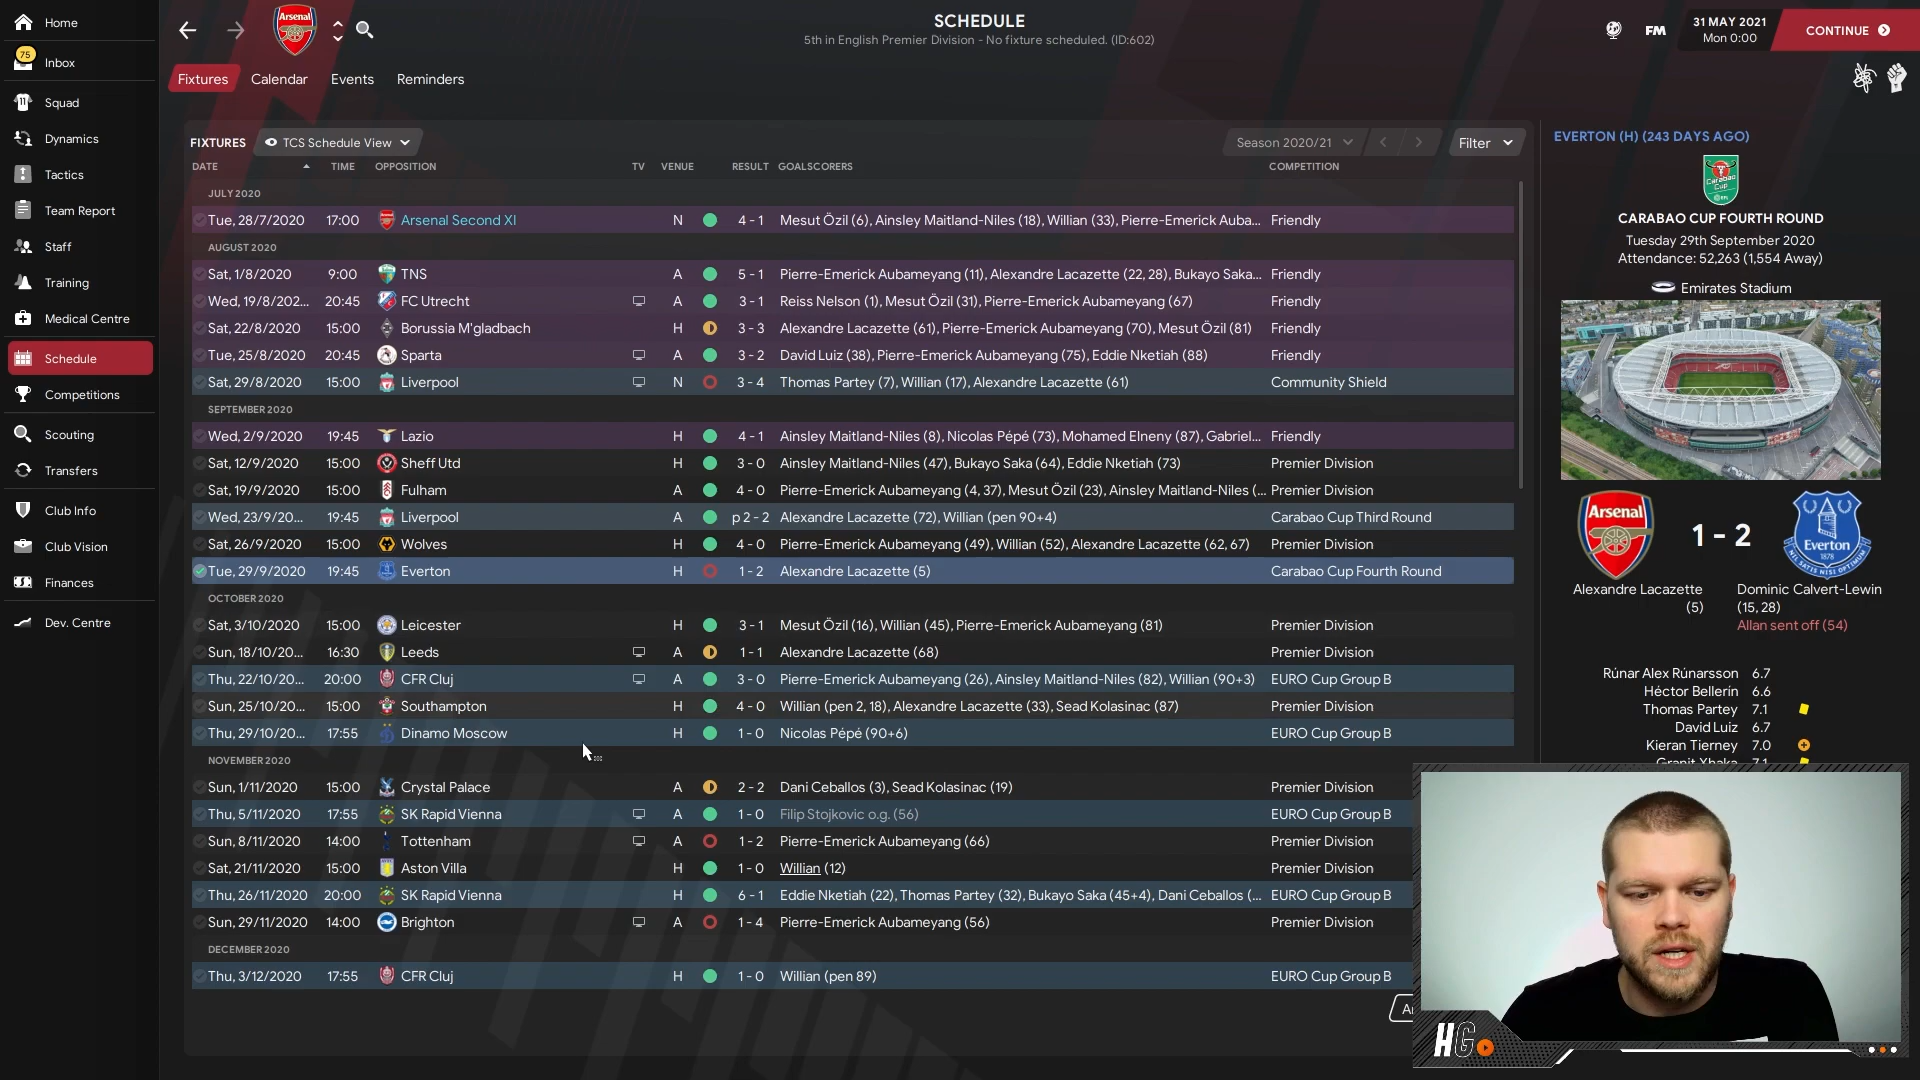 Home
75
Inbox
Squad
Dynamics
Tactics
Team Report
Staff
Training
Medical Centre
Schedule
Competitions
Scouting
Transfers
Club Info
Club Vision
Finances
Dev. Centre
Arsenal
SCHEDULE
5th in English Premier Division - No fixture scheduled. (ID:602)
FM
31 MAY 2021
Mon 0:00
CONTINUE
Fixtures Calendar Events Reminders
FIXTURES TCS Schedule View Season 2020/21 Filter
DATE TIME OPPOSITION TV VENUE RESULT GOALSCORERS COMPETITION
JULY 2020
Tue, 28/7/2020 17:00 Arsenal Second XI N 4 - 1 Mesut Özil (6), Ainsley Maitland-Niles (18), Willian (33), Pierre-Emerick Auba... Friendly
AUGUST 2020
Sat, 1/8/2020 9:00 TNS A 5 - 1 Pierre-Emerick Aubameyang (11), Alexandre Lacazette (22, 28), Bukayo Saka... Friendly
Wed, 19/8/202... 20:45 FC Utrecht A 3 - 1 Reiss Nelson (1), Mesut Özil (31), Pierre-Emerick Aubameyang (67) Friendly
Sat, 22/8/2020 15:00 Borussia M'gladbach H 3 - 3 Alexandre Lacazette (61), Pierre-Emerick Aubameyang (70), Mesut Özil (81) Friendly
Tue, 25/8/2020 20:45 Sparta A 3 - 2 David Luiz (38), Pierre-Emerick Aubameyang (75), Eddie Nketiah (88) Friendly
Sat, 29/8/2020 15:00 Liverpool N 3 - 4 Thomas Partey (7), Willian (17), Alexandre Lacazette (61) Community Shield
SEPTEMBER 2020
Wed, 2/9/2020 19:45 Lazio H 4 - 1 Ainsley Maitland-Niles (8), Nicolas Pépé (73), Mohamed Elneny (87), Gabriel... Friendly
Sat, 12/9/2020 15:00 Sheff Utd H 3 - 0 Ainsley Maitland-Niles (47), Bukayo Saka (64), Eddie Nketiah (73) Premier Division
Sat, 19/9/2020 15:00 Fulham A 4 - 0 Pierre-Emerick Aubameyang (4, 37), Mesut Özil (23), Ainsley Maitland-Niles (... Premier Division
Wed, 23/9/20... 19:45 Liverpool A p 2 - 2 Alexandre Lacazette (72), Willian (pen 90+4) Carabao Cup Third Round
Sat, 26/9/2020 15:00 Wolves H 4 - 0 Pierre-Emerick Aubameyang (49), Willian (52), Alexandre Lacazette (62, 67) Premier Division
Tue, 29/9/2020 19:45 Everton H 1 - 2 Alexandre Lacazette (5) Carabao Cup Fourth Round
OCTOBER 2020
Sat, 3/10/2020 15:00 Leicester H 3 - 1 Mesut Özil (16), Willian (45), Pierre-Emerick Aubameyang (81) Premier Division
Sun, 18/10/20... 16:30 Leeds A 1 - 1 Alexandre Lacazette (68) Premier Division
Thu, 22/10/20... 20:00 CFR Cluj A 3 - 0 Pierre-Emerick Aubameyang (26), Ainsley Maitland-Niles (82), Willian (90+3) EURO Cup Group B
Sun, 25/10/20... 15:00 Southampton H 4 - 0 Willian (pen 2, 18), Alexandre Lacazette (33), Sead Kolasinac (87) Premier Division
Thu, 29/10/20... 17:55 Dinamo Moscow H 1 - 0 Nicolas Pépé (90+6) EURO Cup Group B
NOVEMBER 2020
Sun, 1/11/2020 15:00 Crystal Palace A 2 - 2 Dani Ceballos (3), Sead Kolasinac (19) Premier Division
Thu, 5/11/2020 17:55 SK Rapid Vienna A 1 - 0 Filip Stojkovic o.g. (56) EURO Cup Group B
Sun, 8/11/2020 14:00 Tottenham A 1 - 2 Pierre-Emerick Aubameyang (66) Premier Division
Sat, 21/11/2020 15:00 Aston Villa H 1 - 0 Willian (12) Premier Division
Thu, 26/11/2020 20:00 SK Rapid Vienna H 6 - 1 Eddie Nketiah (22), Thomas Partey (32), Bukayo Saka (45+4), Dani Ceballos (... EURO Cup Group B
Sun, 29/11/2020 14:00 Brighton A 1 - 4 Pierre-Emerick Aubameyang (56) Premier Division
DECEMBER 2020
Thu, 3/12/2020 17:55 CFR Cluj H 1 - 0 Willian (pen 89) EURO Cup Group B
EVERTON (H) (243 DAYS AGO)
Carabao Cup
CARABAO CUP FOURTH ROUND
Tuesday 29th September 2020
Attendance: 52,263 (1,554 Away)
Emirates Stadium
Arsenal
1 - 2
Everton
1878
Alexandre Lacazette
(5)
Dominic Calvert-Lewin
(15, 28)
Allan sent off (54)
Rúnar Alex Rúnarsson 6.7
Héctor Bellerín 6.6
Thomas Partey 7.1
David Luiz 6.7
Kieran Tierney 7.0
Granit Xhaka 7.1
HG